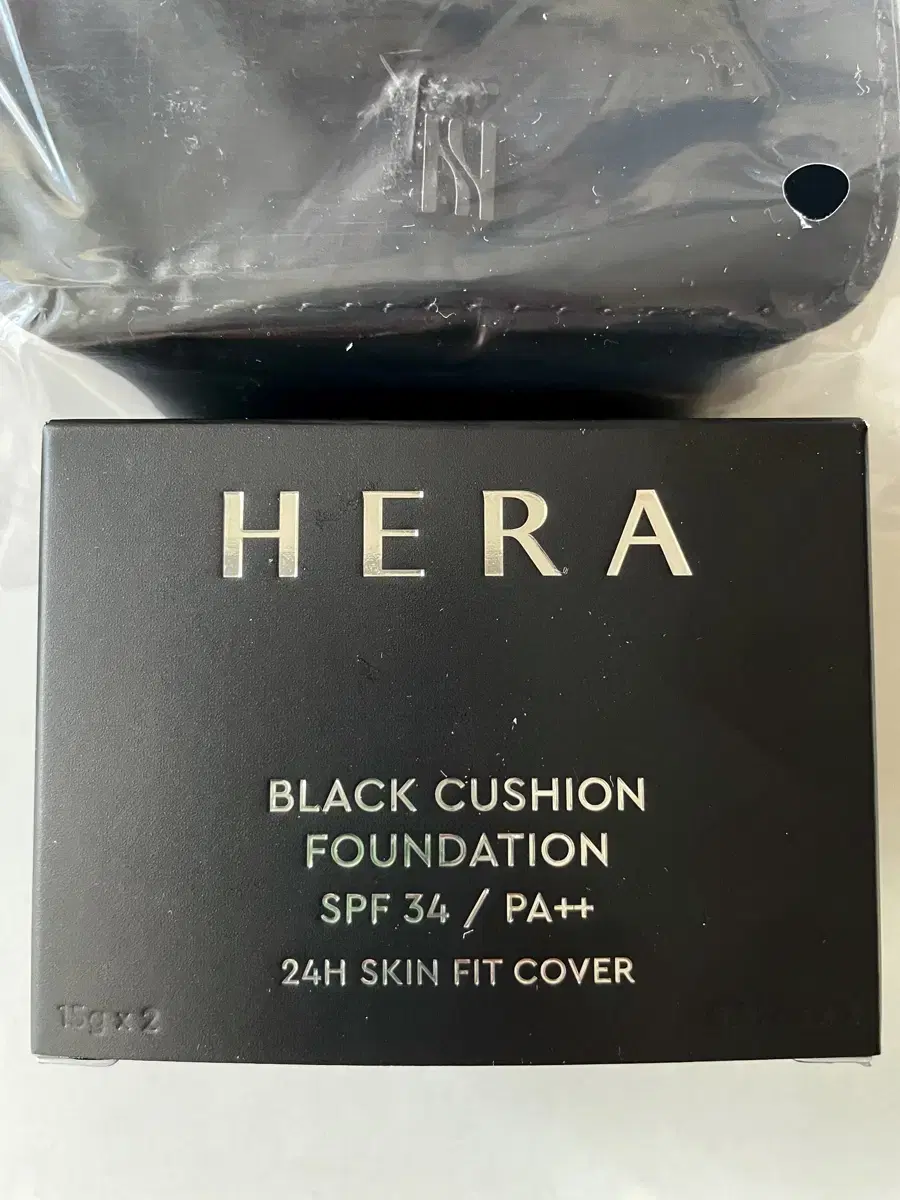 HERA
BLACK CUSHION
FOUNDATION
SPF 34 / PA++
24H SKIN FIT COVER
15g x 2